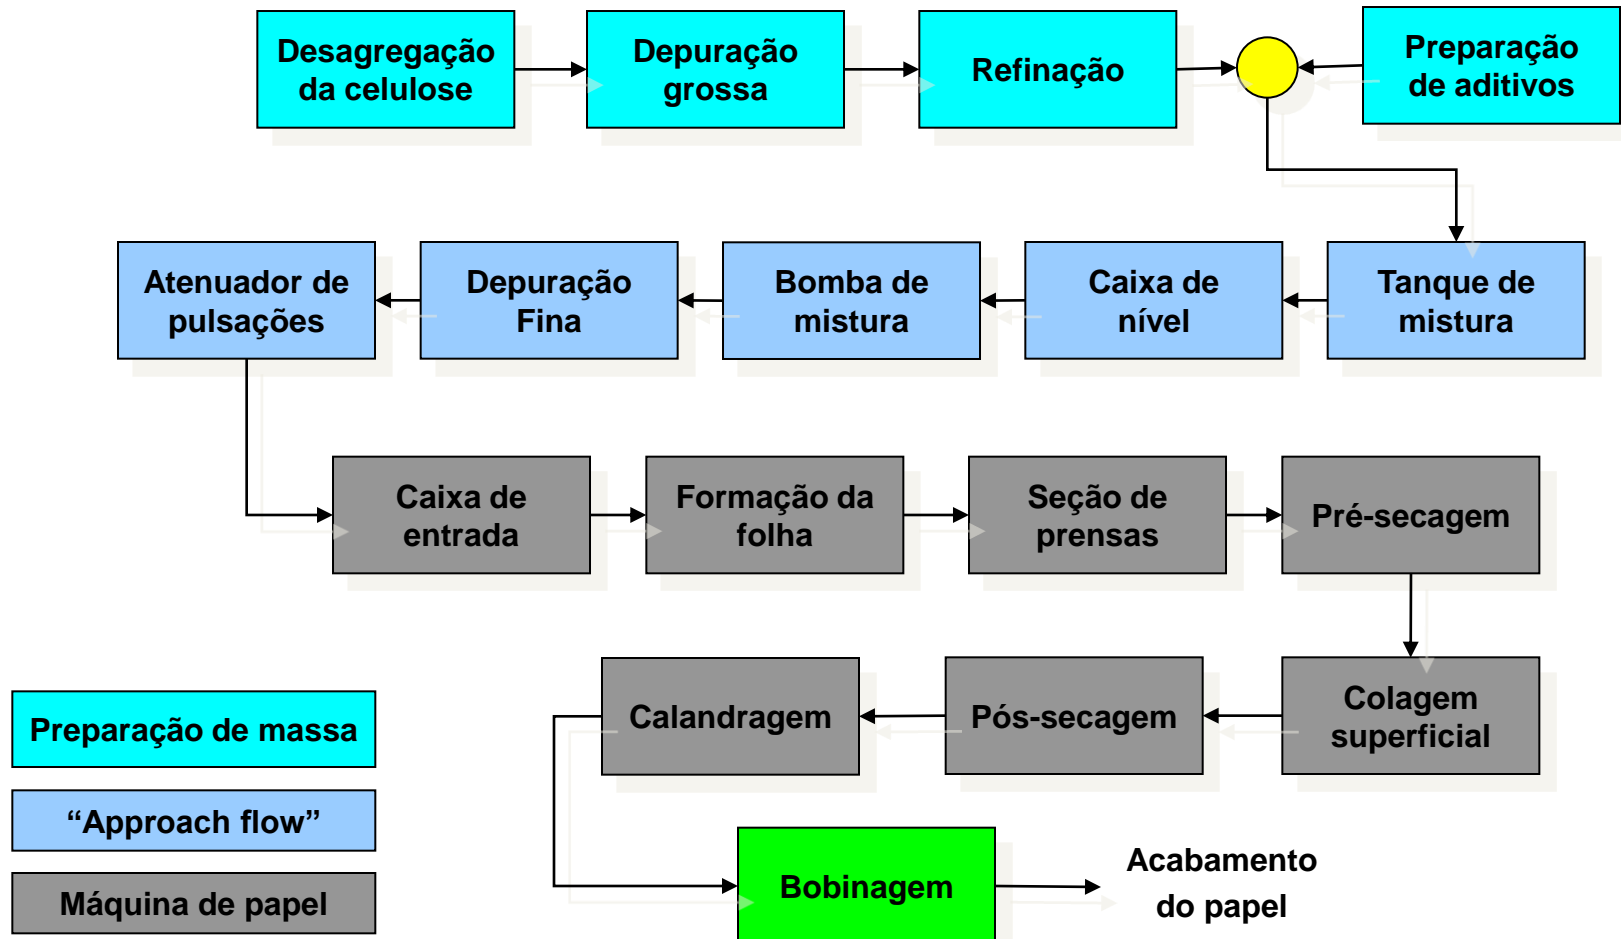 Desagregação
da celulose
Depuração
grossa
Refinação
Preparação
de aditivos
Atenuador de
pulsações
Depuração
Fina
Bomba de
mistura
Caixa de
nível
Tanque de
mistura
Caixa de
entrada
Formação da
folha
Seção de
prensas
Pré-secagem
Calandragem
Pós-secagem
Colagem
superficial
Preparação de massa
“Approach flow”
Máquina de papel
Bobinagem
Acabamento
do papel